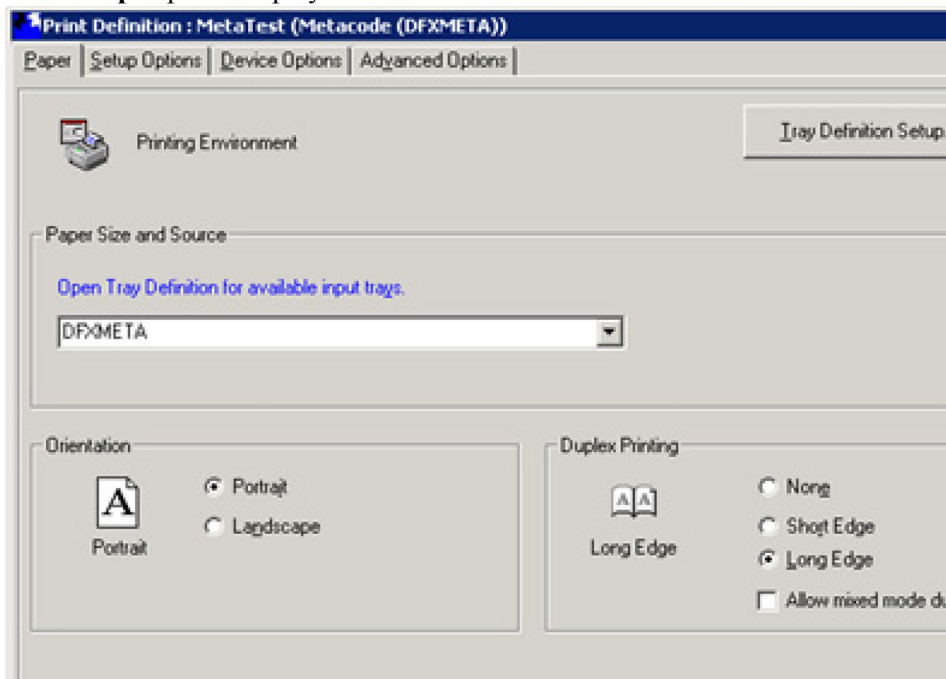 Print Definition : MetaTest (Metacode (DFXMETA))
Paper Setup Options Device Options Advanced Options
Printing Environment
Tray Definition Setup
Paper Size and Source
Open Tray Definition for available input trays.
DFXMETA
Orientation
A
Portrait
Portrait
Landscape
Duplex Printing
A A
Long Edge
None
Short Edge
Long Edge
Allow mixed mode